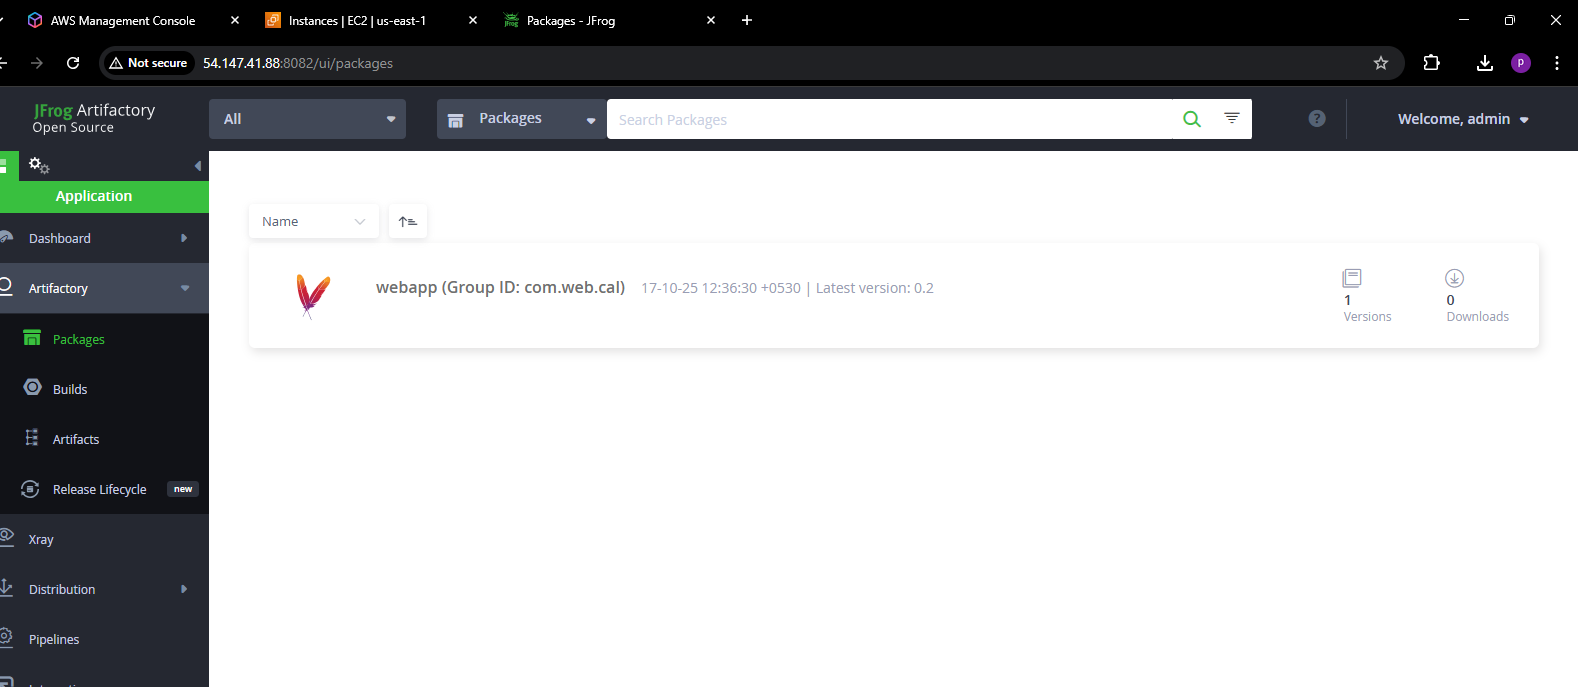 AWS Management Console
Instances | EC2 | us-east-1
Packages - JFrog
Not secure
54.147.41.88:8082/ui/packages
P
JFrog Artifactory
Open Source
All
Packages
Search Packages
?
Welcome, admin
Application
Dashboard
Artifactory
Packages
Builds
Artifacts
Release Lifecycle new
Xray
Distribution
Pipelines
Name
webapp (Group ID: com.web.cal) 17-10-25 12:36:30 +0530 | Latest version: 0.2
1
Versions
0
Downloads